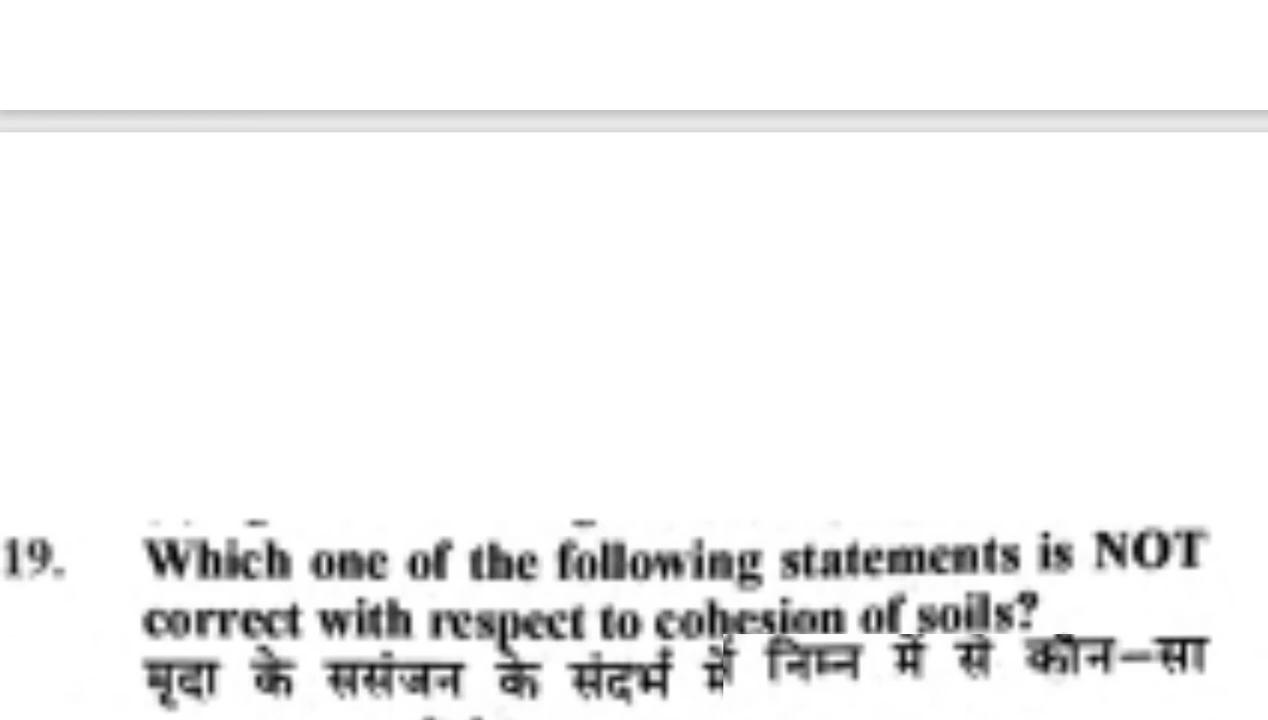 19. Which one of the following statements is NOT
correct with respect to cohesion of soils?
मृदा के ससंजन के संदर्भ में निम्न में से कौन-सा